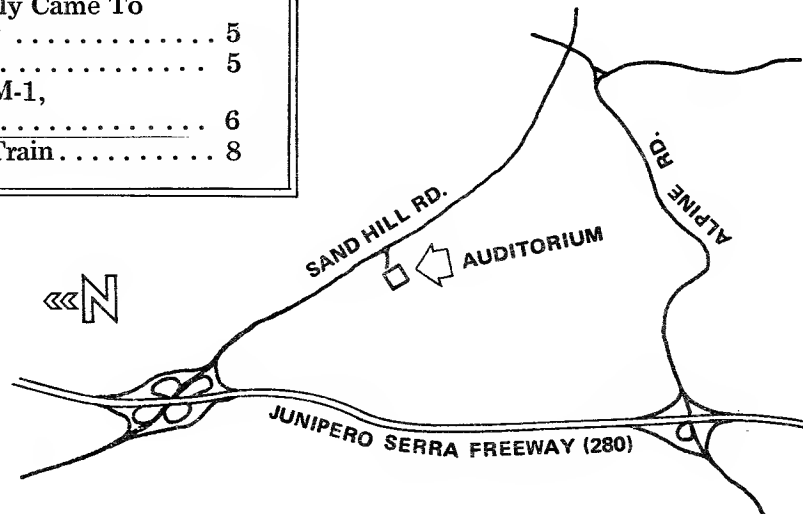 ly Came To
. . . . . . . . . . . . . 5
. . . . . . . . . . . . . 5
M-1,
. . . . . . . . . . . . . 6
Train . . . . . . . . . . 8
SAND HILL RD.
ALPINE RD.
AUDITORIUM
N
JUNIPERO SERRA FREEWAY (280)